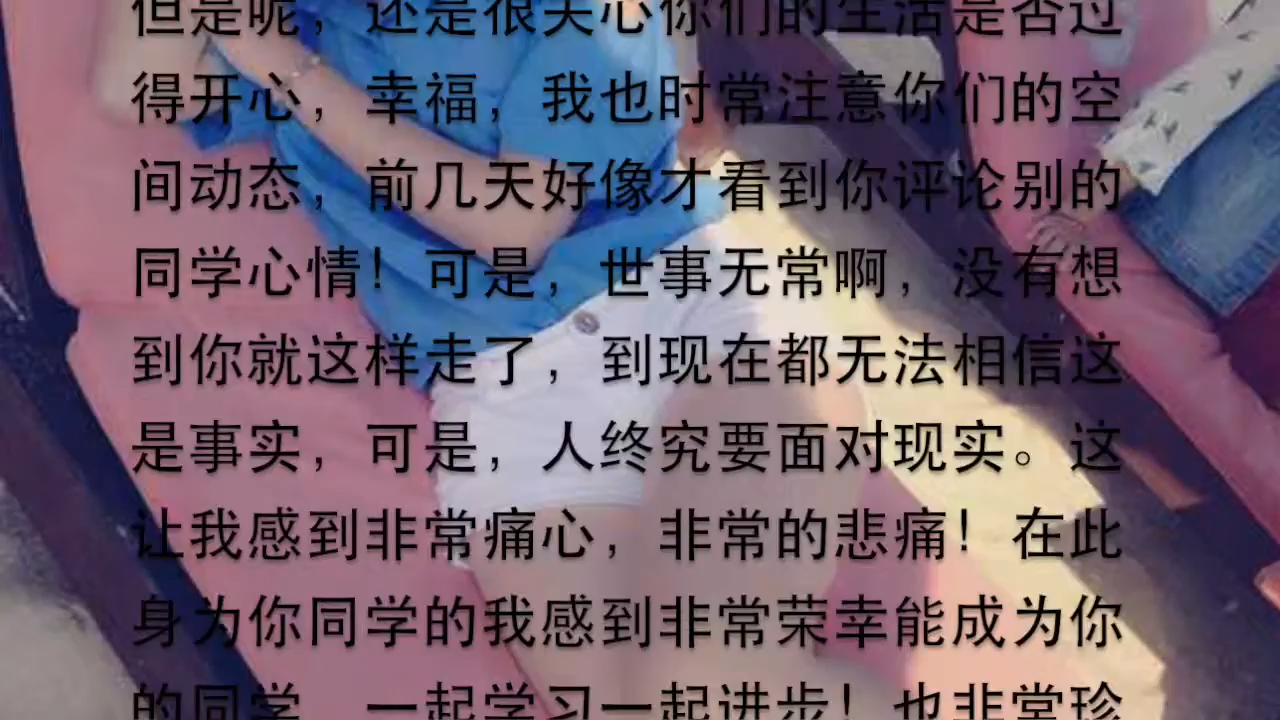 但是呢，还是很关心你们的生活是否过
得开心，幸福，我也时常注意你们的空
间动态，前几天好像才看到你评论别的
同学心情！可是，世事无常啊，没有想
到你就这样走了，到现在都无法相信这
是事实，可是，人终究要面对现实。这
让我感到非常痛心，非常的悲痛！在此
身为你同学的我感到非常荣幸能成为你
的同学，一起学习一起进步！也非常珍